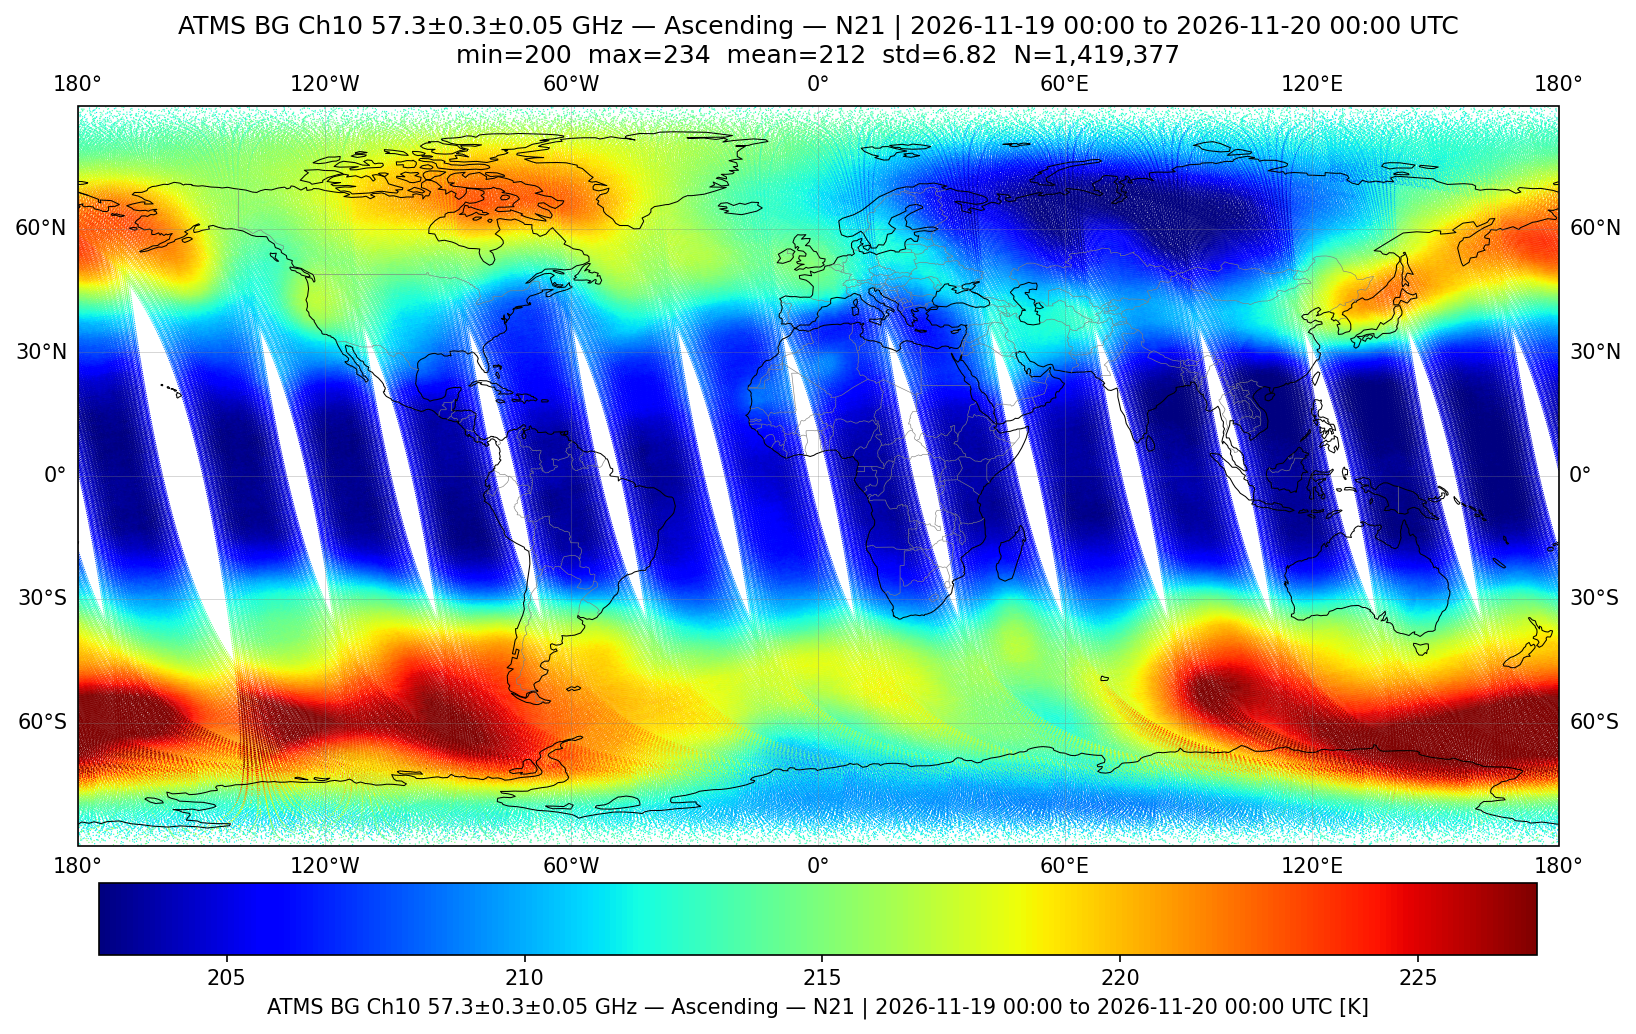 ATMS BG Ch10 57.3±0.3±0.05 GHz — Ascending — N21 | 2026-11-19 00:00 to 2026-11-20 00:00 UTC
min=200  max=234  mean=212  std=6.82  N=1,419,377
180° 120°W 60°W 0° 60°E 120°E 180°
60°N 60°N
30°N 30°N
0° 0°
30°S 30°S
60°S 60°S
180° 120°W 60°W 0° 60°E 120°E 180°
205 210 215 220 225
ATMS BG Ch10 57.3±0.3±0.05 GHz — Ascending — N21 | 2026-11-19 00:00 to 2026-11-20 00:00 UTC [K]